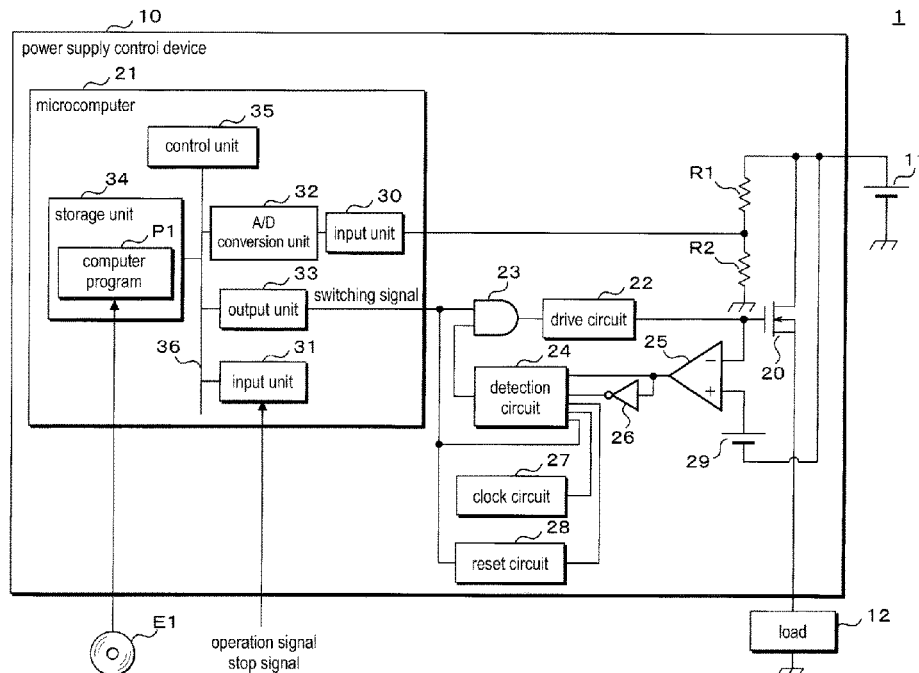 10
1
power supply control device
21
microcomputer
35
control unit
34
storage unit
P1
computer
program
32
A/D
conversion unit
30
input unit
R1
11
R2
33
output unit
switching signal
23
22
drive circuit
36
31
input unit
24
detection
circuit
25
−
+
26
20
29
27
clock circuit
28
reset circuit
E1
operation signal
stop signal
12
load